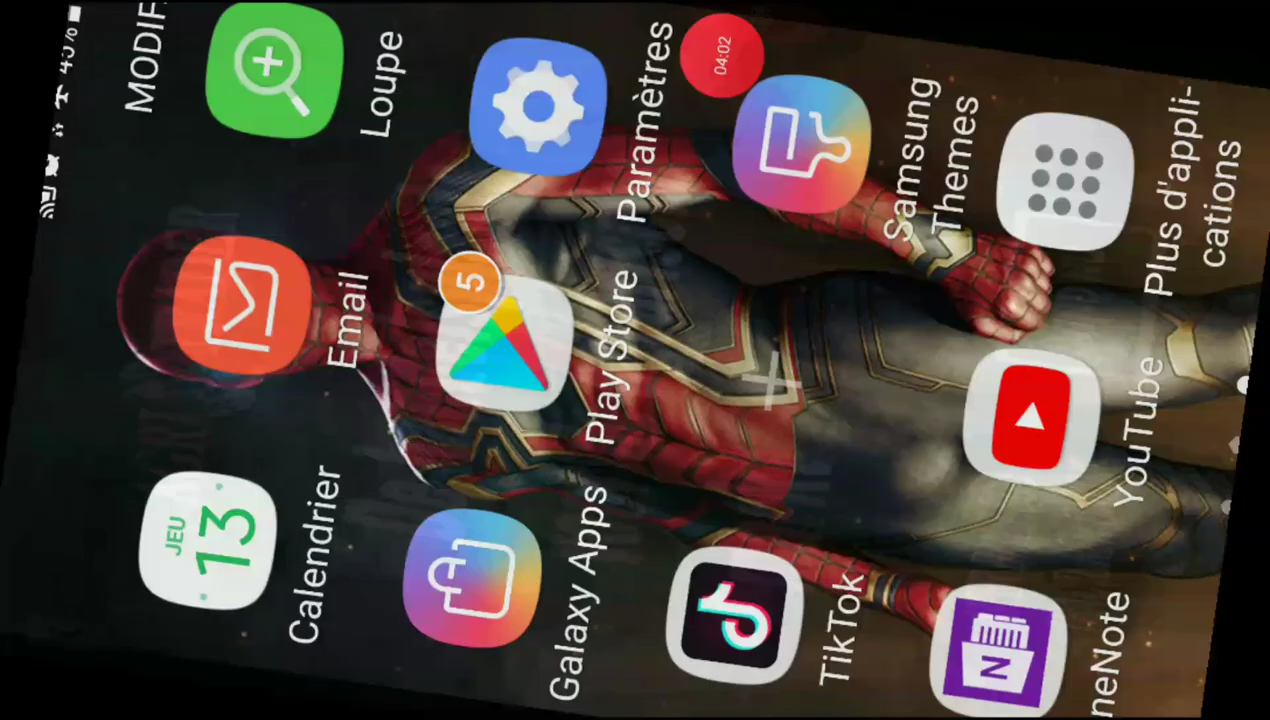 MODIF
JEU
13
Calendrier
Email
Loupe
5
Galaxy Apps
Play Store
Paramètres
04:02
TikTok
Samsung
Themes
N
neNote
YouTube
Plus d'appli-
cations